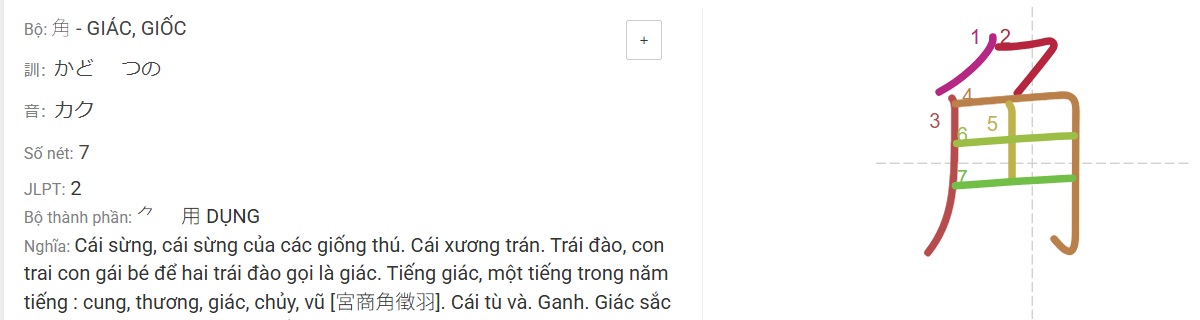 Bộ: 角 - GIÁC, GIỐC
+
訓: かど つの
音: カク
Số nét: 7
JLPT: 2
Bộ thành phần: ⺈ 用 DỤNG
Nghĩa: Cái sừng, cái sừng của các giống thú. Cái xương trán. Trái đào, con
trai con gái bé để hai trái đào gọi là giác. Tiếng giác, một tiếng trong năm
tiếng : cung, thương, giác, chủy, vũ [宮商角徵羽]. Cái tù và. Ganh. Giác sắc
角
1 2
4
3
5
6
7